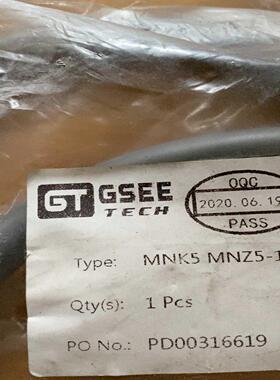 GT GSEE
TECH
OQC
2020.06.19
PASS
Type: MNK5 MNZ5-1
Qty(s): 1 Pcs
PO No.: PD00316619